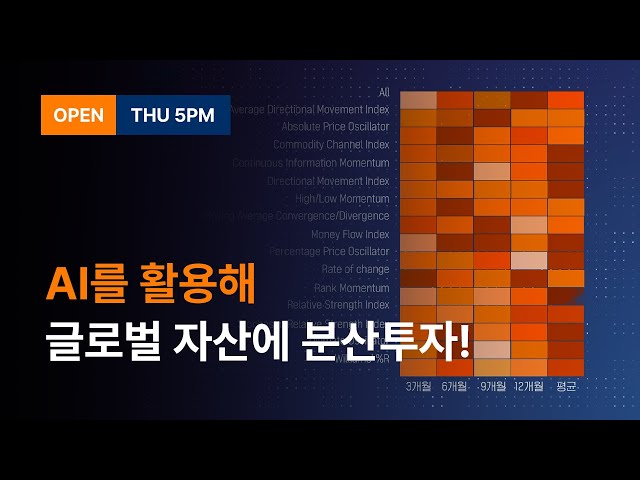 All
OPEN
THU 5PM
Average Directional Movement Index
Absolute Price Oscillator
Commodity Channel Index
Continuous Information Momentum
Directional Movement Index
High/Low Momentum
Average Convergence/Divergence
Money Flow Index
Percentage Price Oscillator
Rate of change
Rank Momentum
Relative Strength Index
AI를 활용해
글로벌 자산에 분산투자!
%R
3개월 6개월 9개월 12개월 평균